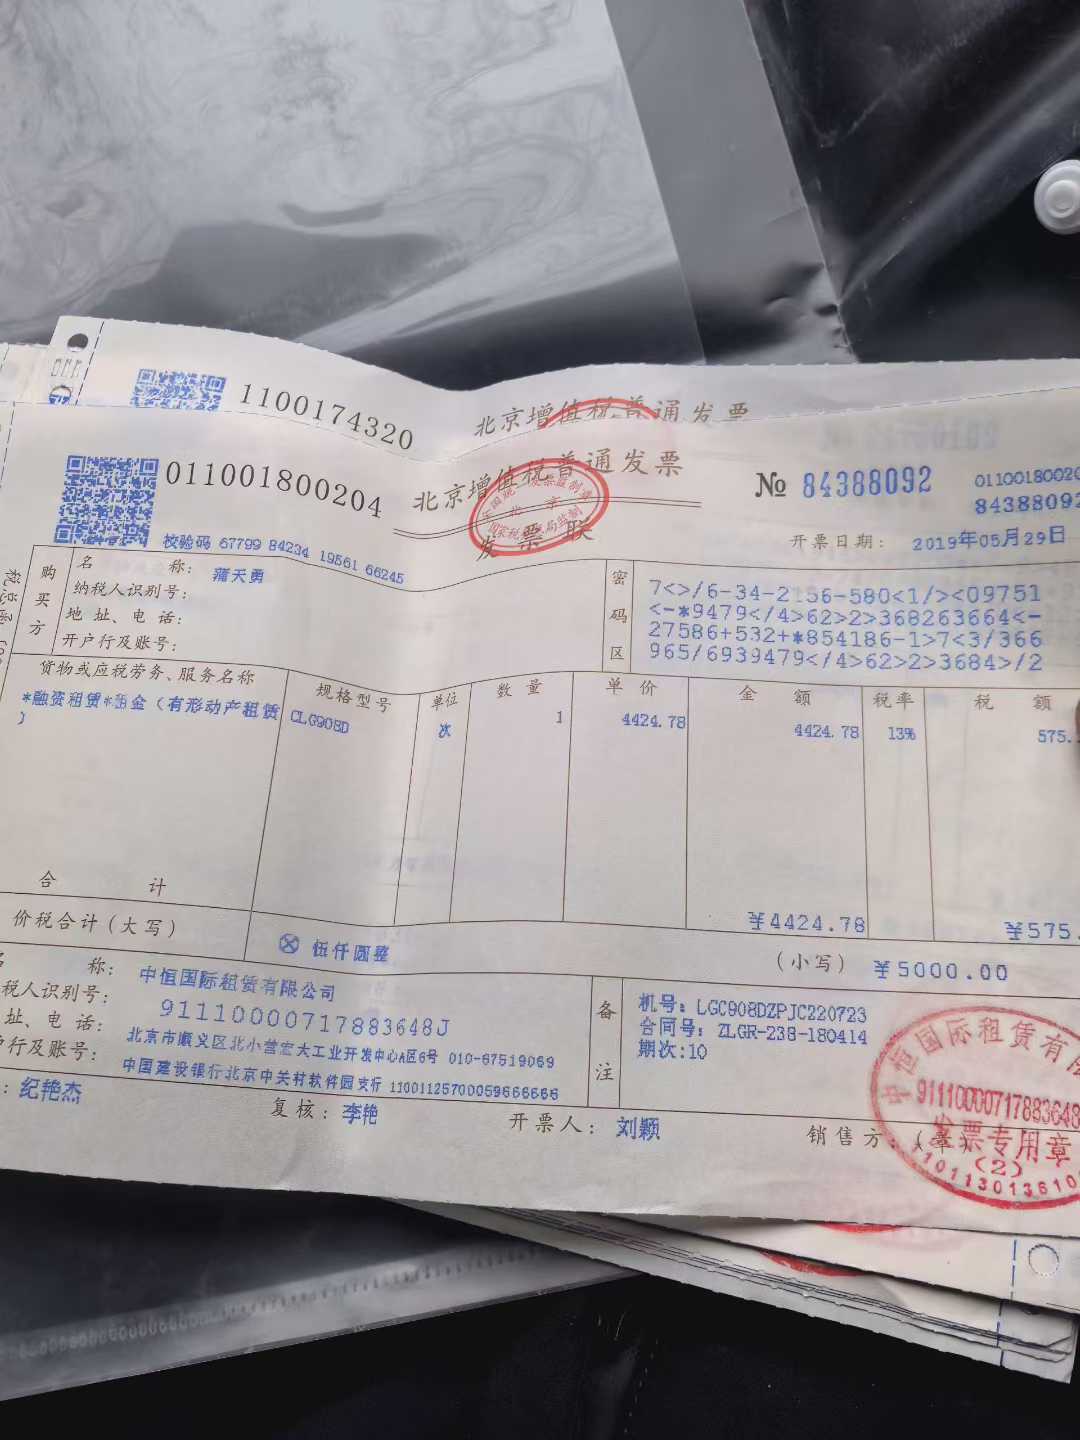 1100174320
北京增值税普通发票
011001800204
北京增值税普通发票
发票联
№ 84388092
01100180020
84388092
校验码 67799 84234 19561 66245
开票日期: 2019年05月29日
购买方
名称: 蒲天勇
纳税人识别号:
地址、电话:
开户行及账号:
密码区
7<>/6-34-2156-580<1/><09751
<-*9479</4>62>2>368263664<-
27586+532+*854186-1>7<3/366
965/6939479</4>62>2>3684>/2
货物或应税劳务、服务名称 规格型号 单位 数量 单价 金额 税率 税额
*融资租赁*租金(有形动产租赁 CLG908D 次 1 4424.78 4424.78 13% 575.
)
合计 ¥4424.78 ¥575.
价税合计(大写) ⊗ 伍仟圆整 (小写) ¥5000.00
称: 中恒国际租赁有限公司
税人识别号: 91110000717883648J
址、电话: 北京市顺义区北小营宏大工业开发中心A区6号 010-67519069
户行及账号: 中国建设银行北京中关村软件园支行 11001125700059666666
备注
机号: LGC908DZPJC220723
合同号: ZLGR-238-180414
期次:10
: 纪艳杰 复核: 李艳 开票人: 刘颖 销售方:(章)
中恒国际租赁有
91110000717883648
发票专用章
(2)
110113013610